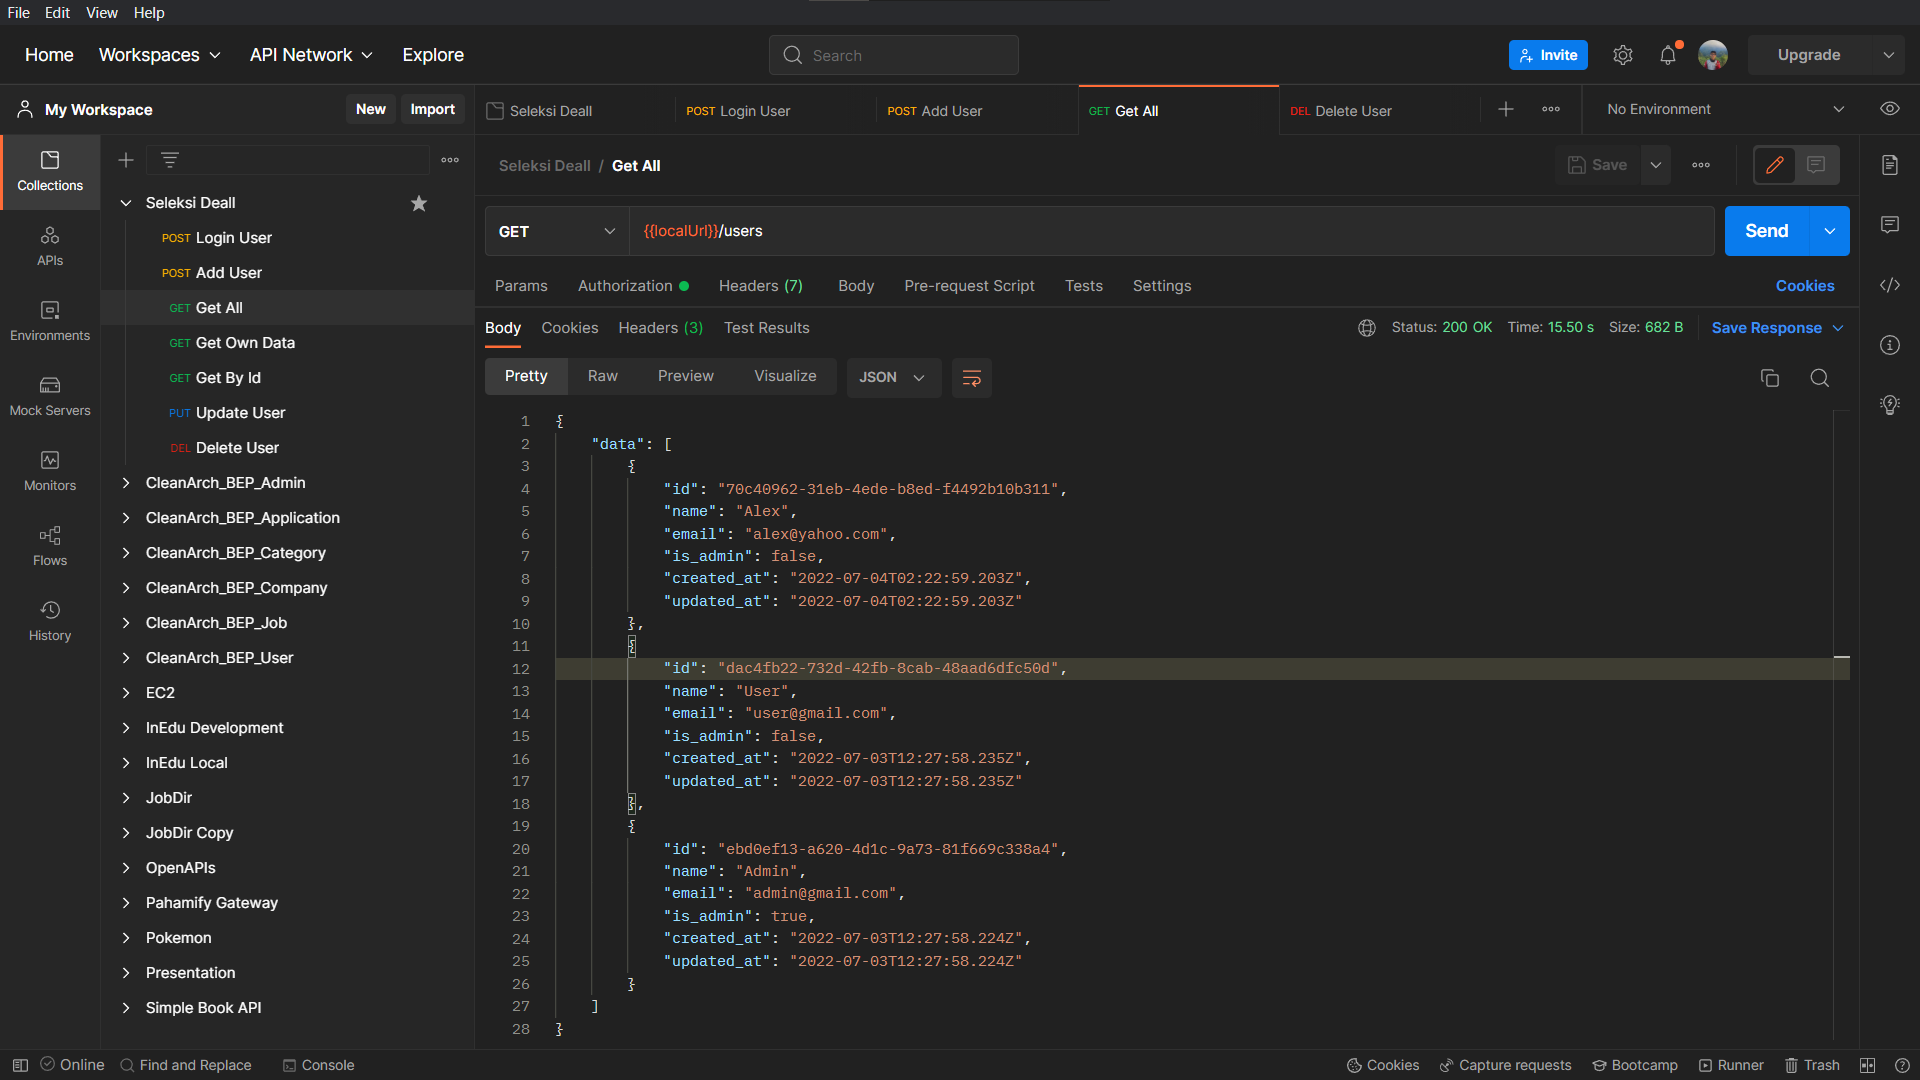 File Edit View Help
Home Workspaces API Network Explore Search Invite Upgrade
My Workspace New Import
Seleksi Deall POST Login User POST Add User GET Get All DEL Delete User No Environment
Collections
APIs
Environments
Mock Servers
Monitors
Flows
History
Seleksi Deall
POST Login User
POST Add User
GET Get All
GET Get Own Data
GET Get By Id
PUT Update User
DEL Delete User
CleanArch_BEP_Admin
CleanArch_BEP_Application
CleanArch_BEP_Category
CleanArch_BEP_Company
CleanArch_BEP_Job
CleanArch_BEP_User
EC2
InEdu Development
InEdu Local
JobDir
JobDir Copy
OpenAPIs
Pahamify Gateway
Pokemon
Presentation
Simple Book API
Seleksi Deall / Get All Save
GET {{localUrl}}/users Send
Params Authorization Headers (7) Body Pre-request Script Tests Settings Cookies
Body Cookies Headers (3) Test Results Status: 200 OK Time: 15.50 s Size: 682 B Save Response
Pretty Raw Preview Visualize JSON
1 {
2 "data": [
3 {
4 "id": "70c40962-31eb-4ede-b8ed-f4492b10b311",
5 "name": "Alex",
6 "email": "alex@yahoo.com",
7 "is_admin": false,
8 "created_at": "2022-07-04T02:22:59.203Z",
9 "updated_at": "2022-07-04T02:22:59.203Z"
10 },
11 {
12 "id": "dac4fb22-732d-42fb-8cab-48aad6dfc50d",
13 "name": "User",
14 "email": "user@gmail.com",
15 "is_admin": false,
16 "created_at": "2022-07-03T12:27:58.235Z",
17 "updated_at": "2022-07-03T12:27:58.235Z"
18 },
19 {
20 "id": "ebd0ef13-a620-4d1c-9a73-81f669c338a4",
21 "name": "Admin",
22 "email": "admin@gmail.com",
23 "is_admin": true,
24 "created_at": "2022-07-03T12:27:58.224Z",
25 "updated_at": "2022-07-03T12:27:58.224Z"
26 }
27 ]
28 }
Online Find and Replace Console Cookies Capture requests Bootcamp Runner Trash